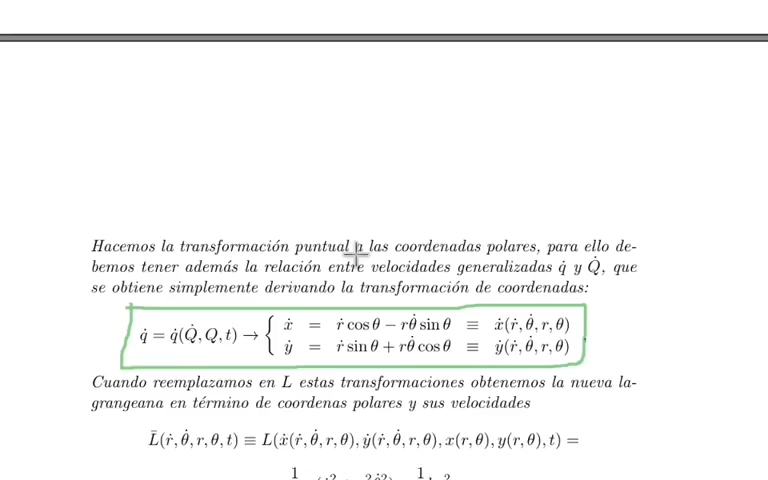 Hacemos la transformación puntual a las coordenadas polares, para ello de-
bemos tener además la relación entre velocidades generalizadas q̇ y Q̇, que
se obtiene simplemente derivando la transformación de coordenadas:
q̇ = q̇(Q̇, Q, t) → { ẋ = ṙ cos θ − rθ̇ sin θ ≡ ẋ(ṙ, θ̇, r, θ)
ẏ = ṙ sin θ + rθ̇ cos θ ≡ ẏ(ṙ, θ̇, r, θ) ,
Cuando reemplazamos en L estas transformaciones obtenemos la nueva la-
grangeana en término de coordenas polares y sus velocidades
L̄(ṙ, θ̇, r, θ, t) ≡ L(ẋ(ṙ, θ̇, r, θ), ẏ(ṙ, θ̇, r, θ), x(r, θ), y(r, θ), t) =